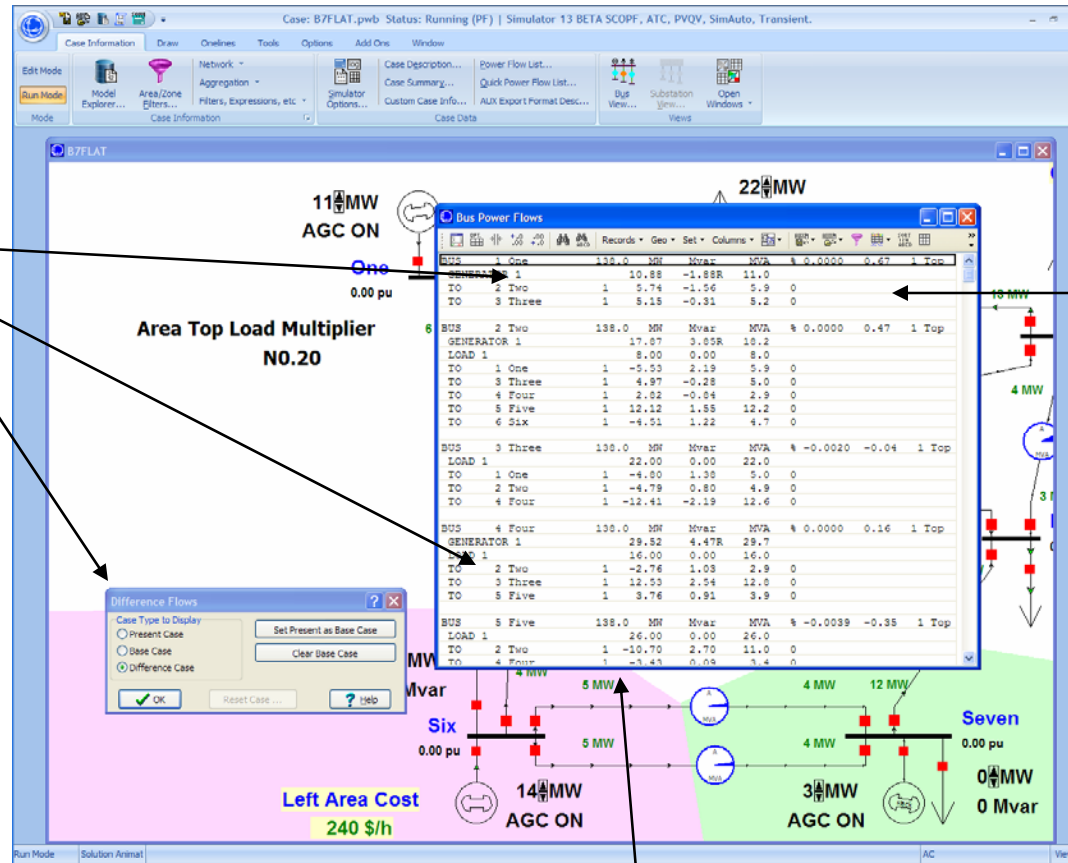 Case: B7FLAT.pwb Status: Running (PF) | Simulator 13 BETA SCOPF, ATC, PVQV, SimAuto, Transient.
Case Information Draw Onelines Tools Options Add Ons Window
Edit Mode
Run Mode
Mode
Model Explorer...
Area/Zone Filters...
Network
Aggregation
Filters, Expressions, etc
Case Information
Simulator Options...
Case Description...
Case Summary...
Custom Case Info...
Power Flow List...
Quick Power Flow List...
AUX Export Format Desc...
Case Data
Bus View...
Substation View...
Open Windows
Views
B7FLAT
11 MW
AGC ON
22 MW
One
0.00 pu
Area Top Load Multiplier
N0.20
6
13 MW
4 MW
A
MVA
Bus Power Flows
Records Geo Set Columns
BUS 1 One 138.0 MW Mvar MVA % 0.0000 0.67 1 Top
GENERATOR 1 10.88 -1.88R 11.0
TO 2 Two 1 5.74 -1.56 5.9 0
TO 3 Three 1 5.15 -0.31 5.2 0
BUS 2 Two 138.0 MW Mvar MVA % 0.0000 0.47 1 Top
GENERATOR 1 17.87 3.85R 18.2
LOAD 1 8.00 0.00 8.0
TO 1 One 1 -5.53 2.19 5.9 0
TO 3 Three 1 4.97 -0.28 5.0 0
TO 4 Four 1 2.82 -0.84 2.9 0
TO 5 Five 1 12.12 1.55 12.2 0
TO 6 Six 1 -4.51 1.22 4.7 0
BUS 3 Three 138.0 MW Mvar MVA % -0.0020 -0.04 1 Top
LOAD 1 22.00 0.00 22.0
TO 1 One 1 -4.80 1.38 5.0 0
TO 2 Two 1 -4.79 0.80 4.9 0
TO 4 Four 1 -12.41 -2.19 12.6 0
BUS 4 Four 138.0 MW Mvar MVA % 0.0000 0.16 1 Top
GENERATOR 1 29.52 4.47R 29.7
LOAD 1 16.00 0.00 16.0
TO 2 Two 1 -2.76 1.03 2.9 0
TO 3 Three 1 12.53 2.54 12.8 0
TO 5 Five 1 3.76 0.91 3.9 0
BUS 5 Five 138.0 MW Mvar MVA % -0.0039 -0.35 1 Top
LOAD 1 26.00 0.00 26.0
TO 2 Two 1 -10.70 2.70 11.0 0
TO 4 Four 1 -3.43 0.09 3.4 0
Difference Flows
Case Type to Display
Present Case
Base Case
Difference Case
Set Present as Base Case
Clear Base Case
OK
Reset Case ...
Help
MW
Mvar
4 MW
5 MW
A
MVA
4 MW
12 MW
Six
0.00 pu
5 MW
MVA
4 MW
Seven
0.00 pu
Left Area Cost
240 $/h
14 MW
AGC ON
3 MW
AGC ON
0 MW
0 Mvar
Run Mode Solution Animat AC